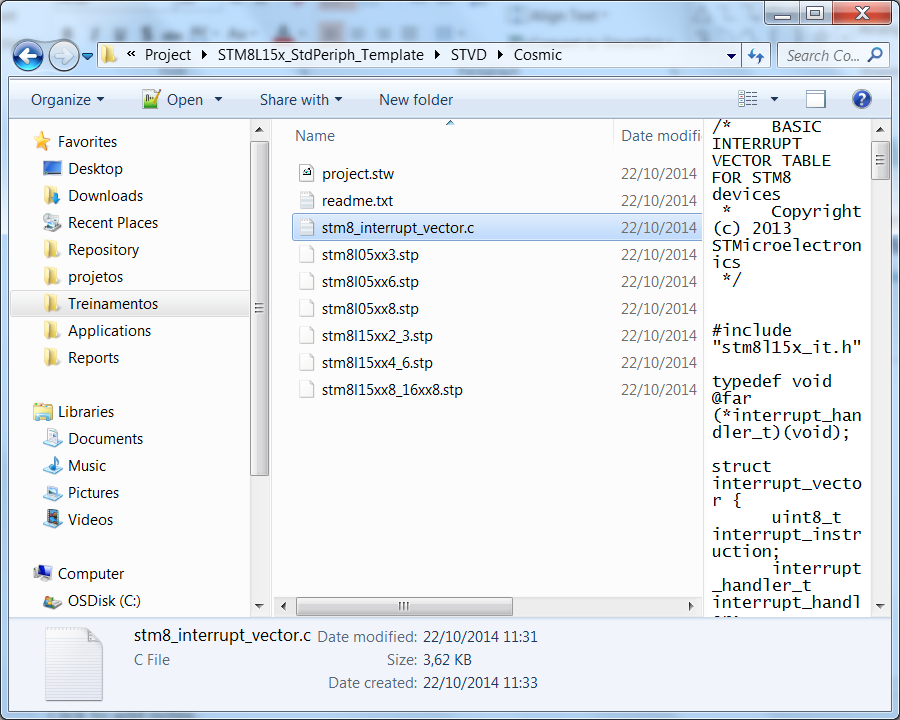 « Project ▸ STM8L15x_StdPeriph_Template ▸ STVD ▸ Cosmic
Search Co...
Organize Open Share with New folder
Favorites
Desktop
Downloads
Recent Places
Repository
projetos
Treinamentos
Applications
Reports
Libraries
Documents
Music
Pictures
Videos
Computer
OSDisk (C:)
Name Date modifi
project.stw 22/10/2014
readme.txt 22/10/2014
stm8_interrupt_vector.c 22/10/2014
stm8l05xx3.stp 22/10/2014
stm8l05xx6.stp 22/10/2014
stm8l05xx8.stp 22/10/2014
stm8l15xx2_3.stp 22/10/2014
stm8l15xx4_6.stp 22/10/2014
stm8l15xx8_16xx8.stp 22/10/2014
/* BASIC
INTERRUPT
VECTOR TABLE
FOR STM8
devices
* Copyright
(c) 2013
STMicroelectron
ics
*/
#include
"stm8l15x_it.h"
typedef void
@far
(*interrupt_han
dler_t)(void);
struct
interrupt_vecto
r {
uint8_t
interrupt_instr
uction;
interrupt
_handler_t
interrupt_handl
stm8_interrupt_vector.c Date modified: 22/10/2014 11:31
C File Size: 3,62 KB
Date created: 22/10/2014 11:33